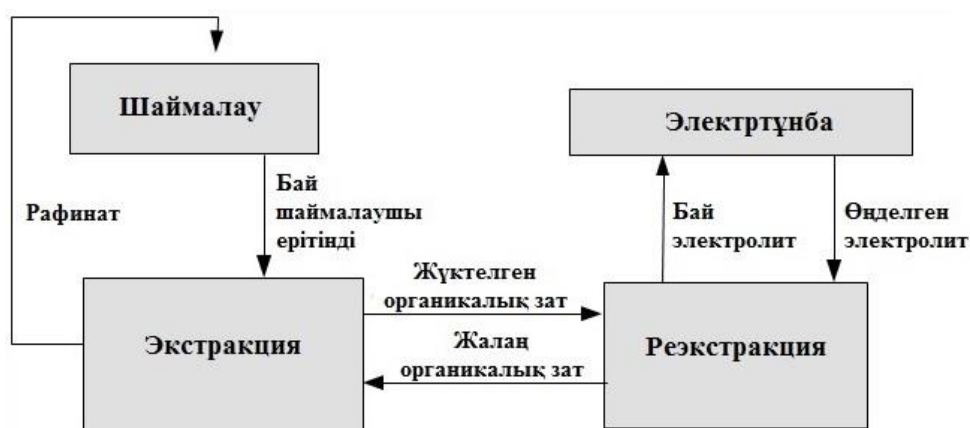 Шаймалау
Электртұнба
Рафинат
Бай
шаймалаушы
ерітінді
Бай
электролит
Өңделген
электролит
Жүктелген
органикалық зат
Экстракция
Жалаң
органикалық зат
Реэкстракция